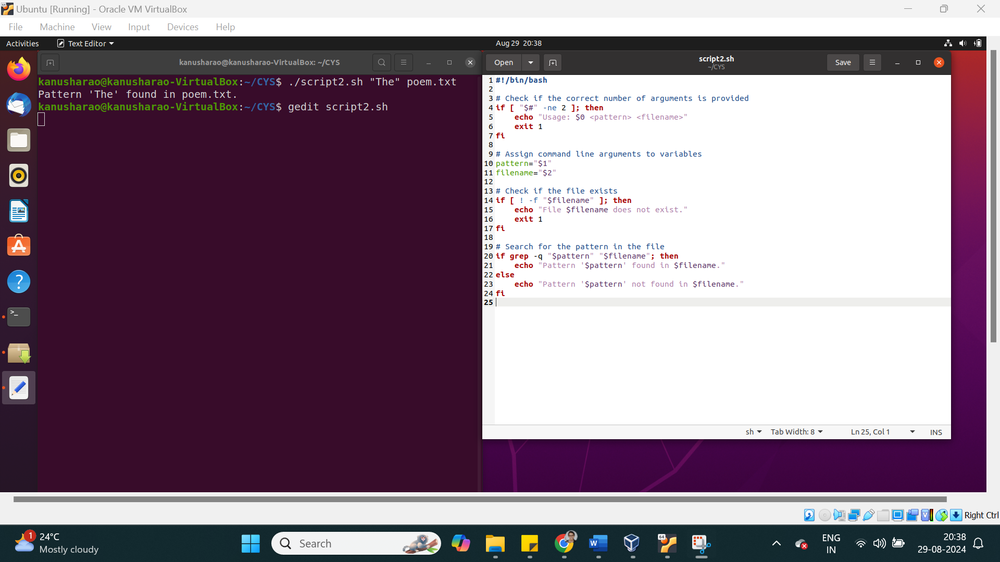 Ubuntu [Running] - Oracle VM VirtualBox
File Machine View Input Devices Help
Activities Text Editor Aug 29 20:38
kanusharao@kanusharao-VirtualBox: ~/CYS
kanusharao@kanusharao-VirtualBox:~/CYS$ ./script2.sh "The" poem.txt
Pattern 'The' found in poem.txt.
kanusharao@kanusharao-VirtualBox:~/CYS$ gedit script2.sh
Open script2.sh Save
~/CYS
1 #!/bin/bash
2
3 # Check if the correct number of arguments is provided
4 if [ "$#" -ne 2 ]; then
5     echo "Usage: $0 <pattern> <filename>"
6     exit 1
7 fi
8
9 # Assign command line arguments to variables
10 pattern="$1"
11 filename="$2"
12
13 # Check if the file exists
14 if [ ! -f "$filename" ]; then
15     echo "File $filename does not exist."
16     exit 1
17 fi
18
19 # Search for the pattern in the file
20 if grep -q "$pattern" "$filename"; then
21     echo "Pattern '$pattern' found in $filename."
22 else
23     echo "Pattern '$pattern' not found in $filename."
24 fi
25
sh Tab Width: 8 Ln 25, Col 1 INS
Right Ctrl
1
24°C
Mostly cloudy
Search
W
64
ENG
IN
20:38
29-08-2024